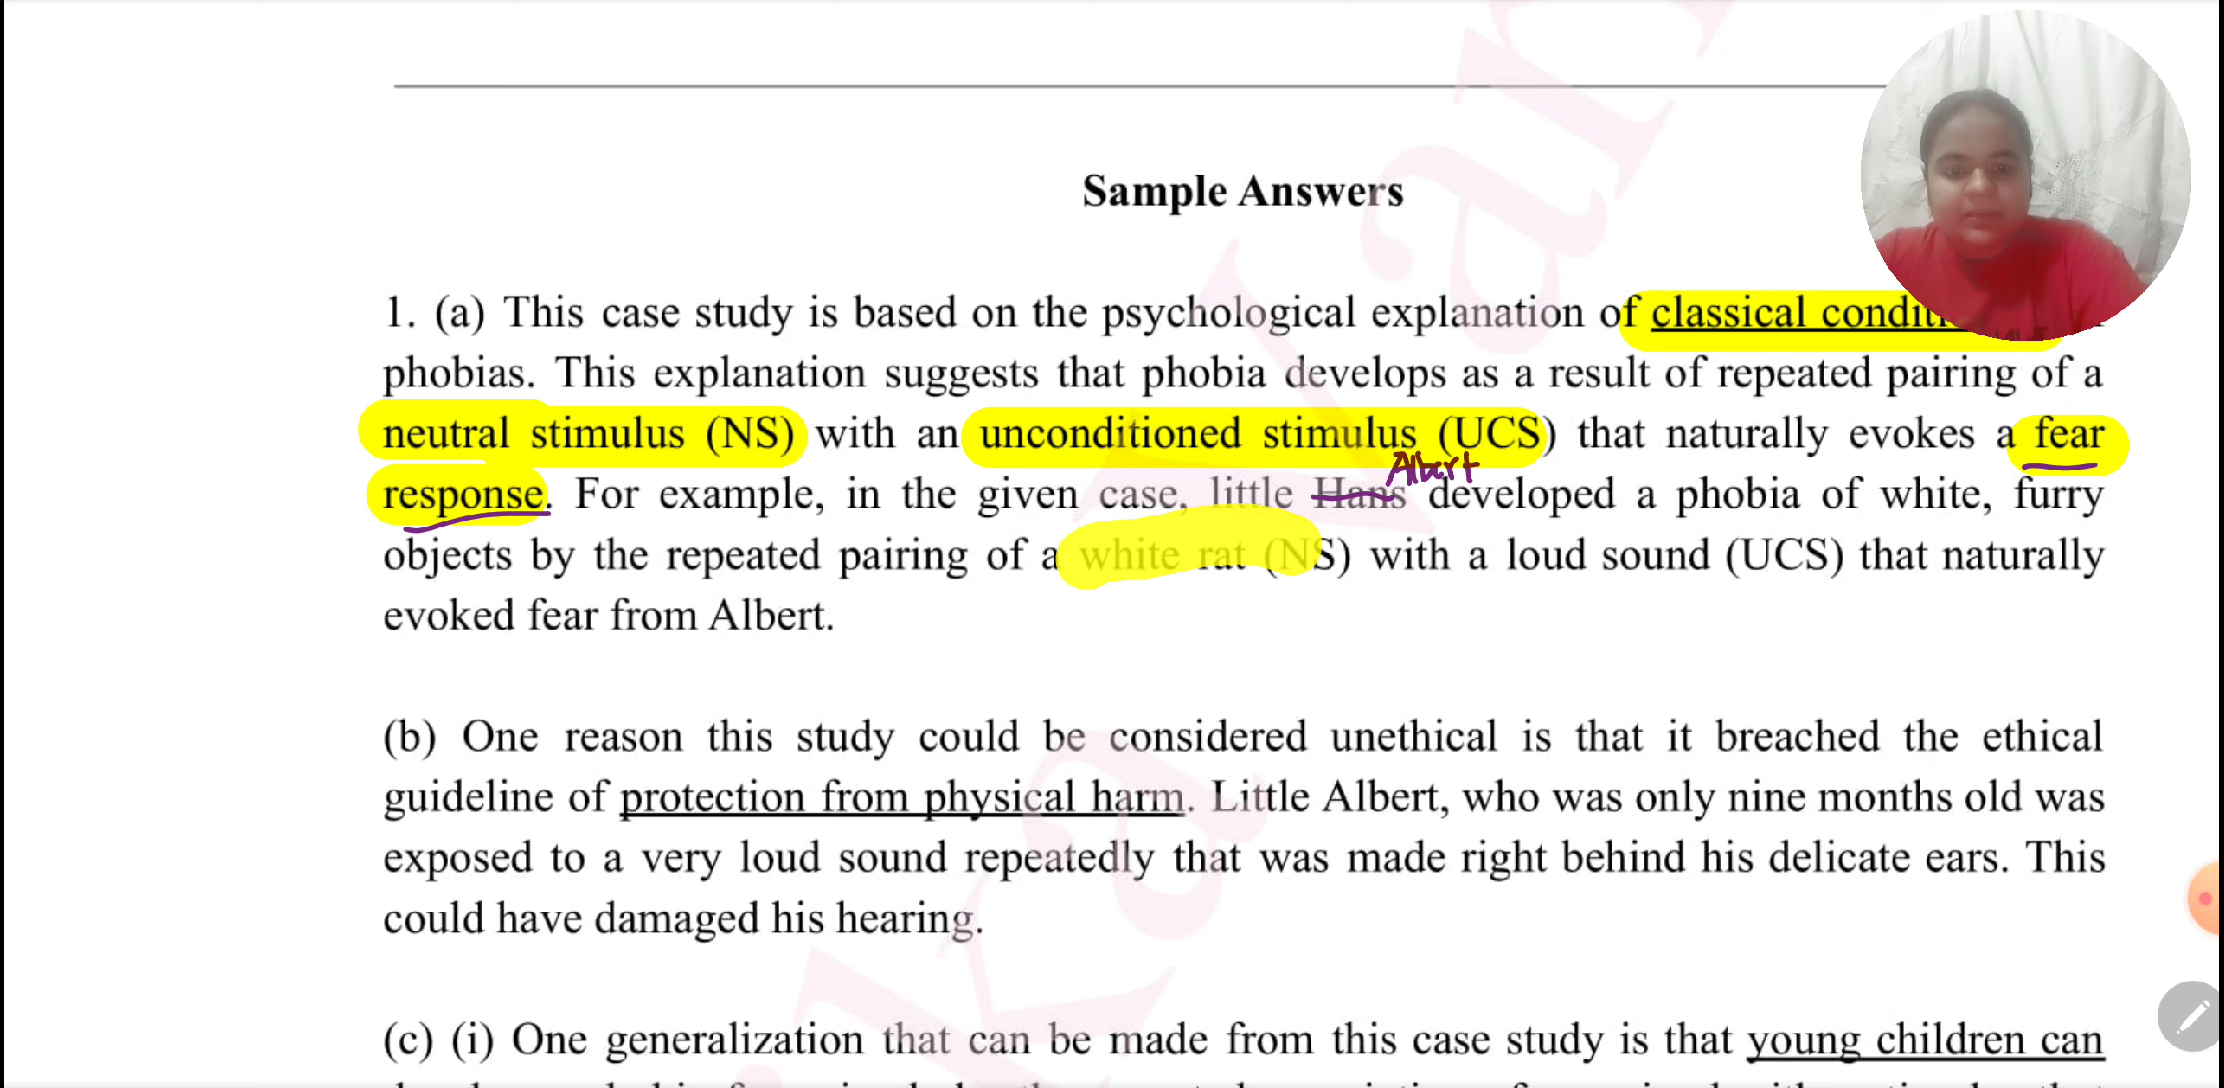 Sample Answers
1. (a) This case study is based on the psychological explanation of classical
phobias. This explanation suggests that phobia develops as a result of repeated pairing of a
neutral stimulus (NS) with an unconditioned stimulus (UCS) that naturally evokes a fear
Albert
response. For example, in the given case, little Hans developed a phobia of white, furry
objects by the repeated pairing of a white rat (NS) with a loud sound (UCS) that naturally
evoked fear from Albert.
(b) One reason this study could be considered unethical is that it breached the ethical
guideline of protection from physical harm. Little Albert, who was only nine months old was
exposed to a very loud sound repeatedly that was made right behind his delicate ears. This
could have damaged his hearing.
(c) (i) One generalization that can be made from this case study is that young children can